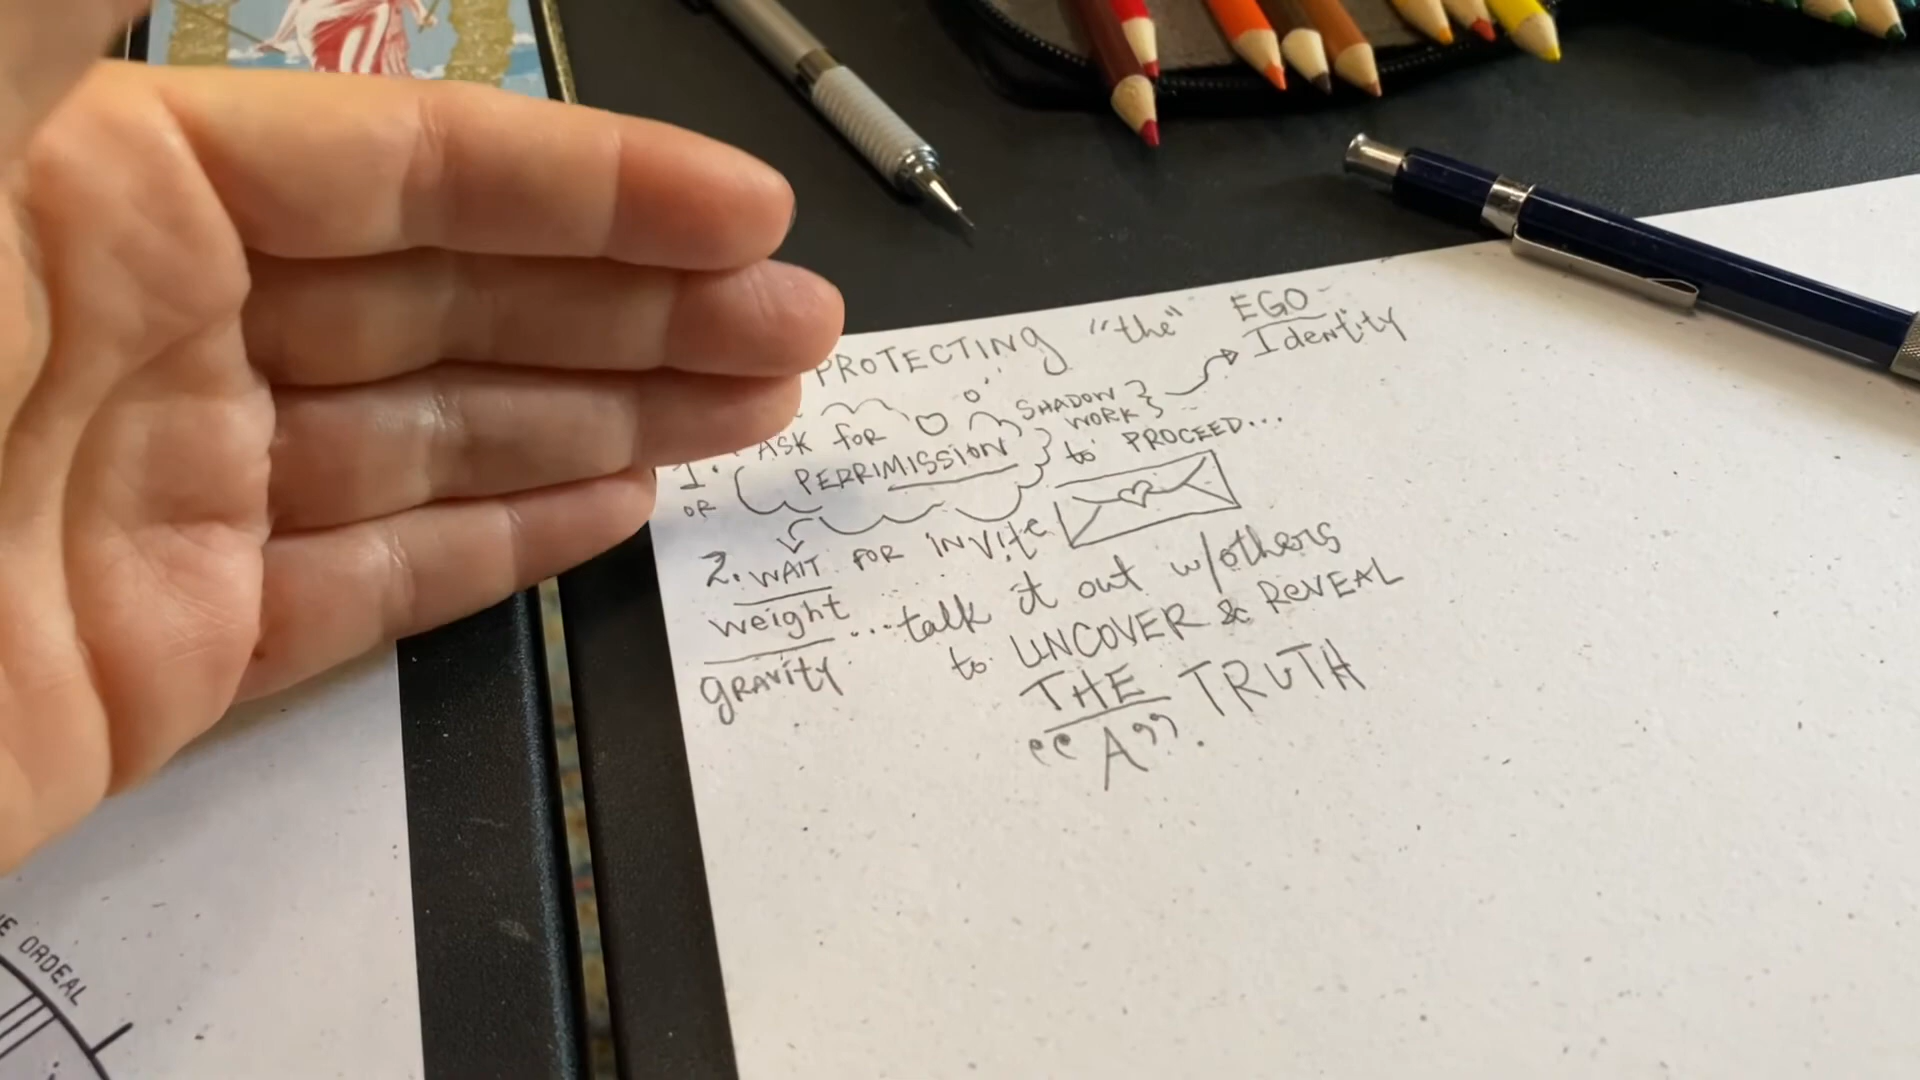 PROTECTING "the" EGO-
Identity
SHADOW
WORK
1. ASK for
PERRIMISSION to PROCEED...
OR
2. WAIT FOR INVITE
weight ...talk it out w/others
gravity. to UNCOVER & REVEAL
THE TRUTH
"A".
E ORDEAL